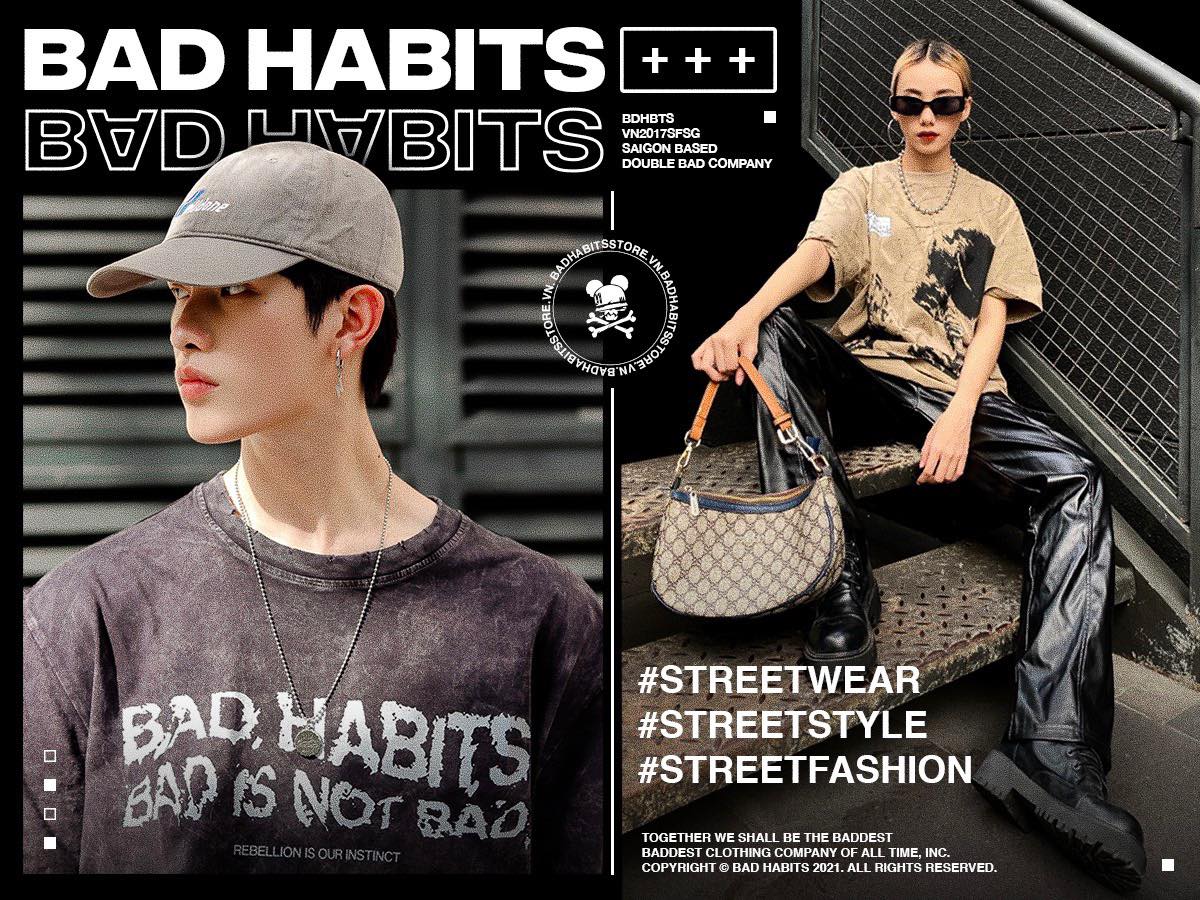 BAD HABITS
+ + +
BAD HABITS
BDHBTS
VN2017SFSG
SAIGON BASED
DOUBLE BAD COMPANY
BADHABITSSTORE.VN.BADHABITSSTORE.VN.BADHABITSSTORE.VN.
BAD HABITS
BAD IS NOT BAD
REBELLION IS OUR INSTINCT
#STREETWEAR
#STREETSTYLE
#STREETFASHION
TOGETHER WE SHALL BE THE BADDEST
BADDEST CLOTHING COMPANY OF ALL TIME, INC.
COPYRIGHT © BAD HABITS 2021. ALL RIGHTS RESERVED.